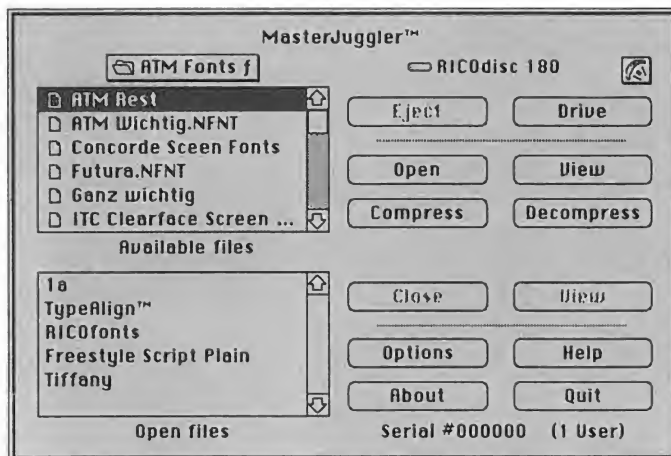 MasterJuggler™
ATM Fonts ƒ
RICOdisc 180
ATM Rest
ATM Wichtig.NFNT
Concorde Sceen Fonts
Futura.NFNT
Ganz wichtig
ITC Clearface Screen ...
Available files
Eject
Drive
Open
View
Compress
Decompress
1a
TypeAlign™
RICOfonts
Freestyle Script Plain
Tiffany
Open files
Close
View
Options
Help
About
Quit
Serial #000000 (1 User)